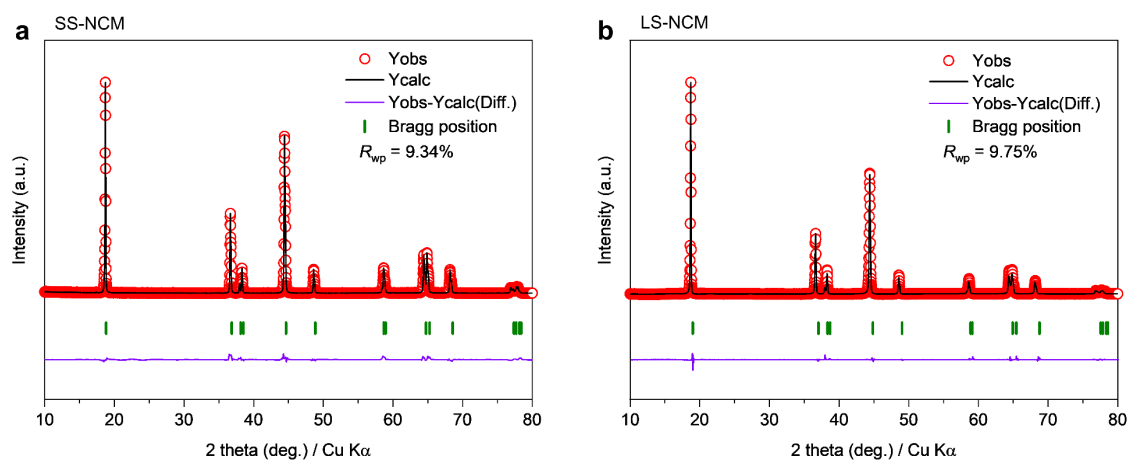 a
SS-NCM
Yobs
Ycalc
Yobs-Ycalc(Diff.)
Bragg position
Rwp = 9.34%
Intensity (a.u.)
10 20 30 40 50 60 70 80
2 theta (deg.) / Cu Kα
b
LS-NCM
Yobs
Ycalc
Yobs-Ycalc(Diff.)
Bragg position
Rwp = 9.75%
Intensity (a.u.)
10 20 30 40 50 60 70 80
2 theta (deg.) / Cu Kα